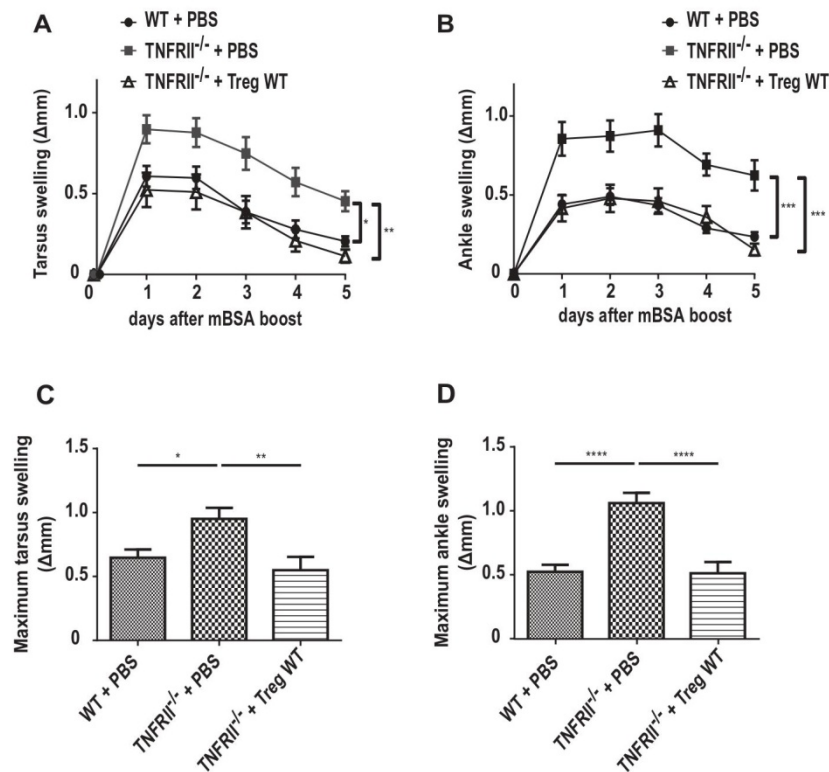 A
WT + PBS
TNFRII-/- + PBS
TNFRII-/- + Treg WT
Tarsus swelling (Δmm)
1.0
0.5
0
0 1 2 3 4 5
days after mBSA boost
*
**
B
WT + PBS
TNFRII-/- + PBS
TNFRII-/- + Treg WT
Ankle swelling (Δmm)
1.0
0.5
0
0 1 2 3 4 5
days after mBSA boost
***
***
C
Maximum tarsus swelling
(Δmm)
1.5
1.0
0.5
0
*
**
WT + PBS
TNFRII-/- + PBS
TNFRII-/- + Treg WT
D
Maximum ankle swelling
(Δmm)
1.5
1.0
0.5
0
****
****
WT + PBS
TNFRII-/- + PBS
TNFRII-/- + Treg WT